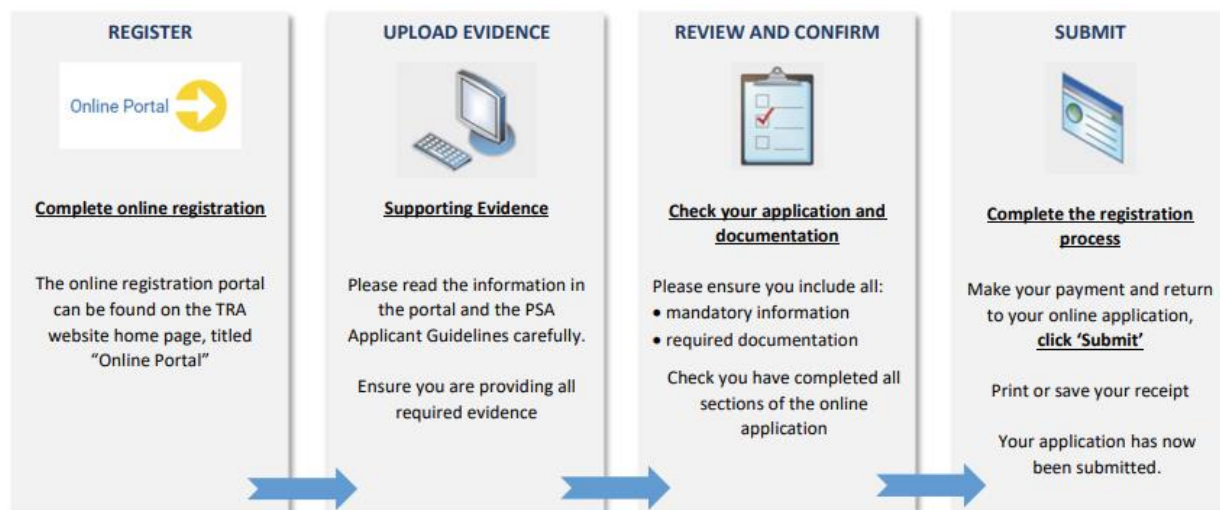 REGISTER
Online Portal
Complete online registration
The online registration portal
can be found on the TRA
website home page, titled
“Online Portal”
UPLOAD EVIDENCE
Supporting Evidence
Please read the information in
the portal and the PSA
Applicant Guidelines carefully.
Ensure you are providing all
required evidence
REVIEW AND CONFIRM
Check your application and
documentation
Please ensure you include all:
• mandatory information
• required documentation
Check you have completed all
sections of the online
application
SUBMIT
Complete the registration
process
Make your payment and return
to your online application,
click ‘Submit’
Print or save your receipt
Your application has now
been submitted.